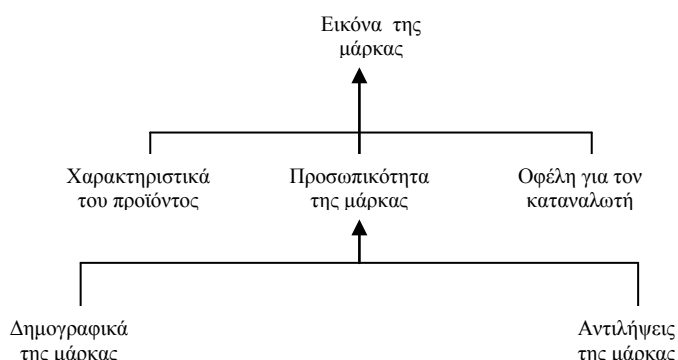 Εικόνα της
μάρκας
Χαρακτηριστικά
του προϊόντος
Προσωπικότητα
της μάρκας
Οφέλη για τον
καταναλωτή
Δημογραφικά
της μάρκας
Αντιλήψεις
της μάρκας